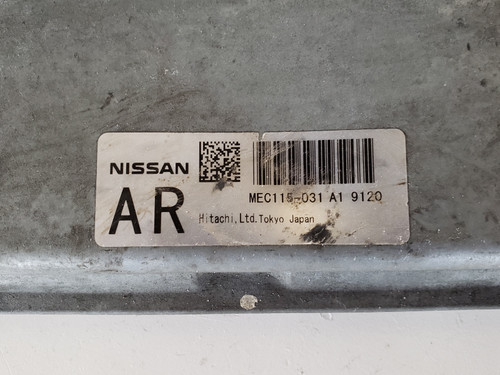 NISSAN
MEC115-031 A1 9120
AR
Hitachi,Ltd.Tokyo Japan